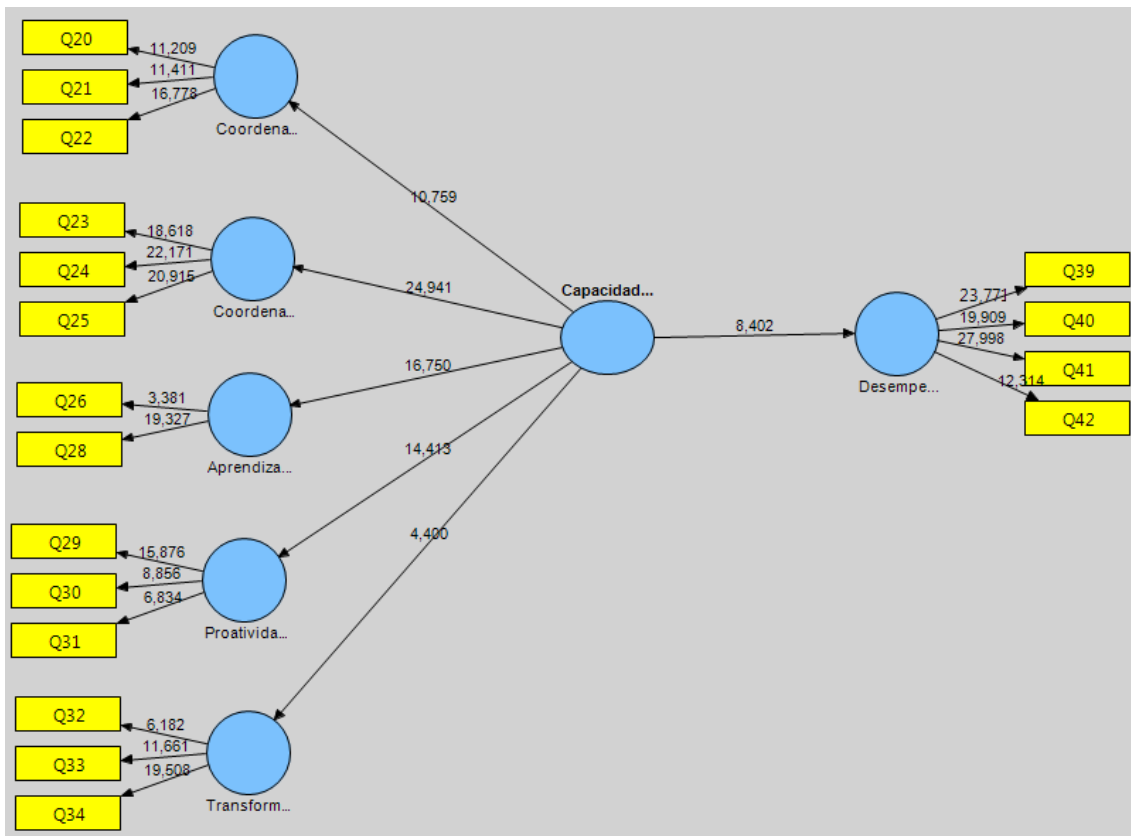 Q20
11,209
Q21
11,411
16,778
Q22
Coordena...
10,759
Q23
18,618
Q24
22,171
20,915
Q25
Coordena...
24,941
Capacidad...
8,402
Q39
23,771
Q40
19,909
27,998
Q41
12,314
Q42
Desempe...
16,750
Q26
3,381
19,327
Q28
Aprendiza...
14,413
Q29
15,876
Q30
8,856
6,834
Q31
Proativida...
4,400
Q32
6,182
Q33
11,661
19,508
Q34
Transform...